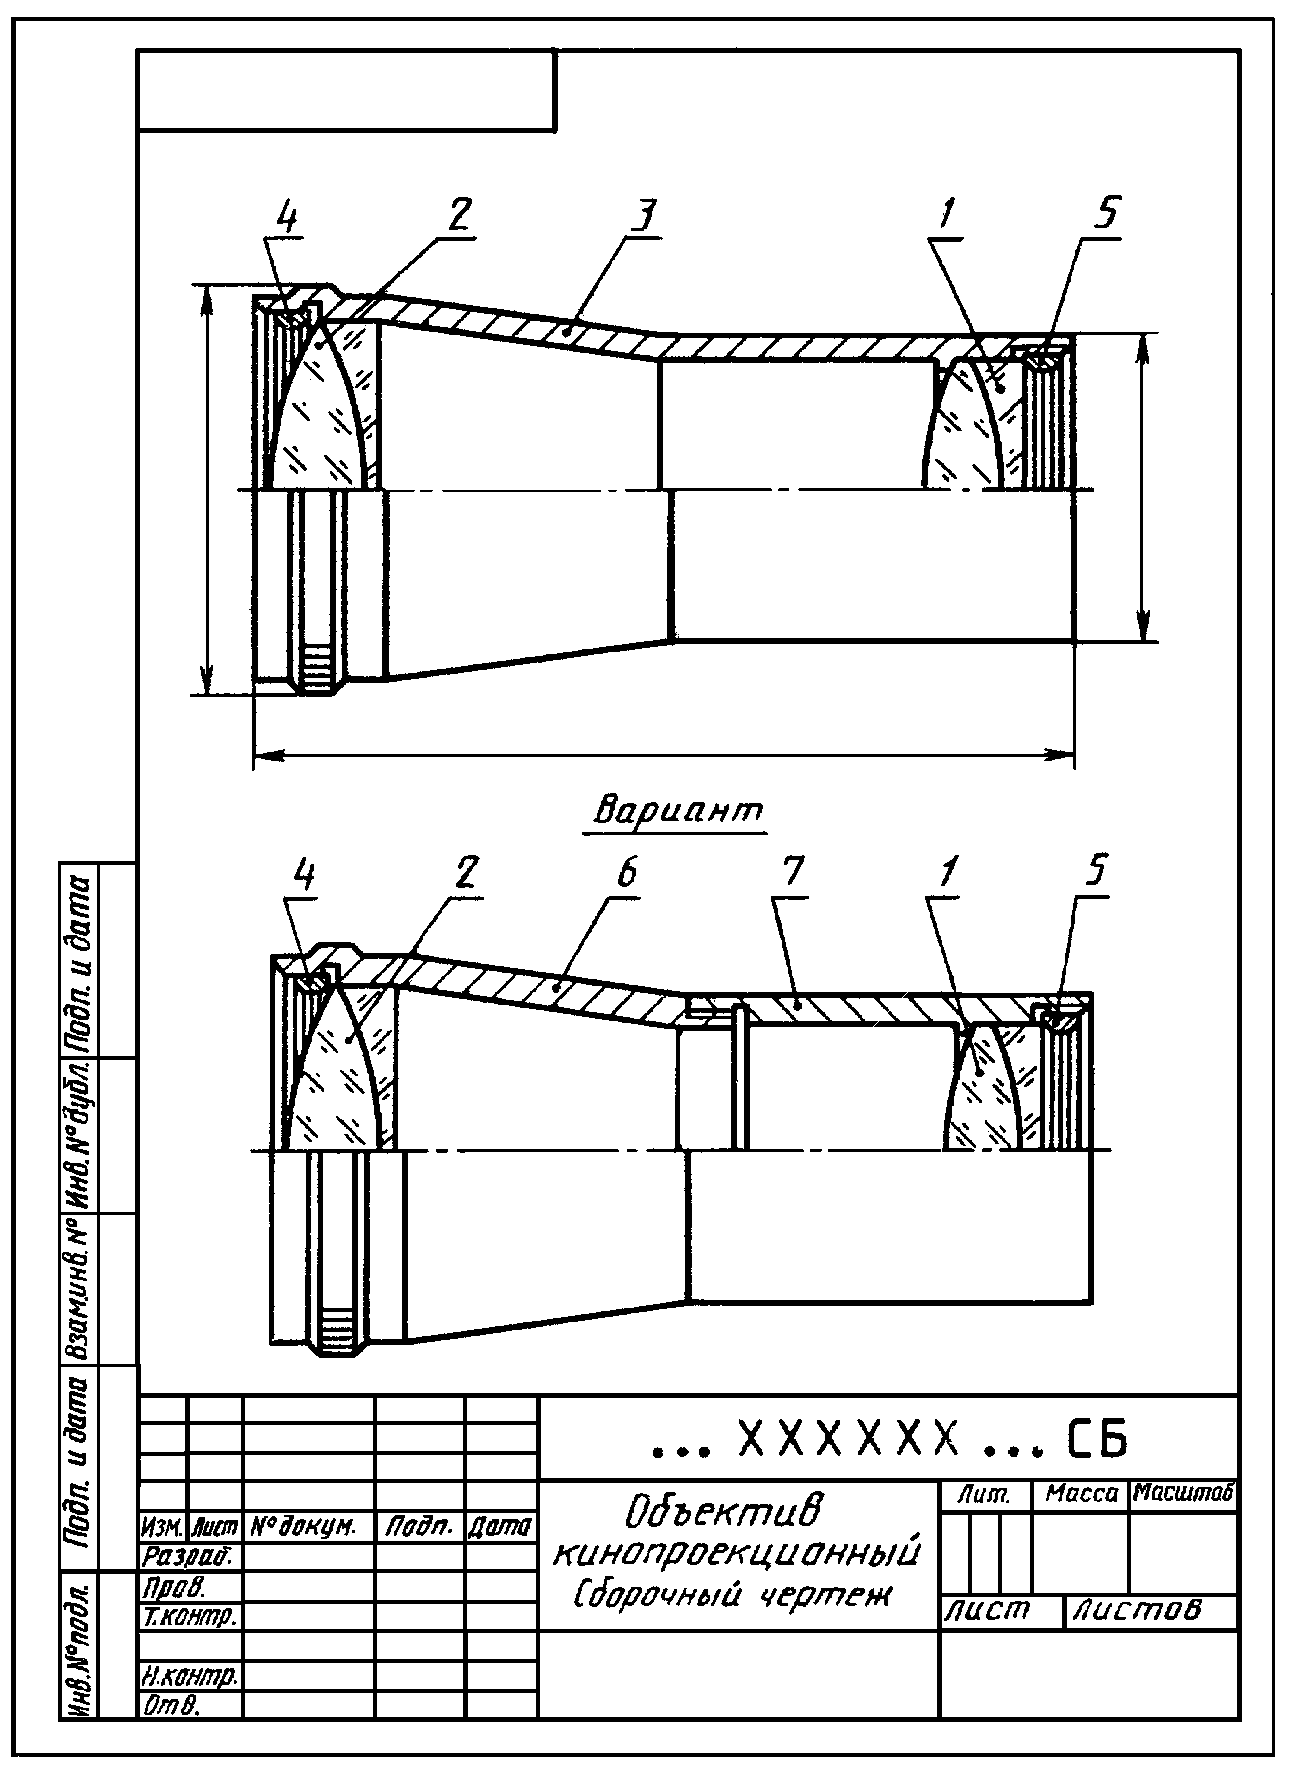 4 2 3 1 5
Вариант
4 2 6 7 1 5
Подп. и дата
Инв. № дубл.
Взам.инв. №
Подп. и дата
Инв. № подл.
... XXXXXX ... СБ
Объектив
кинопроекционный
Сборочный чертеж
Лит. Масса Масштаб
Лист Листов
Изм. Лист № докум. Подп. Дата
Разраб.
Пров.
Т.контр.
Н.контр.
Отв.